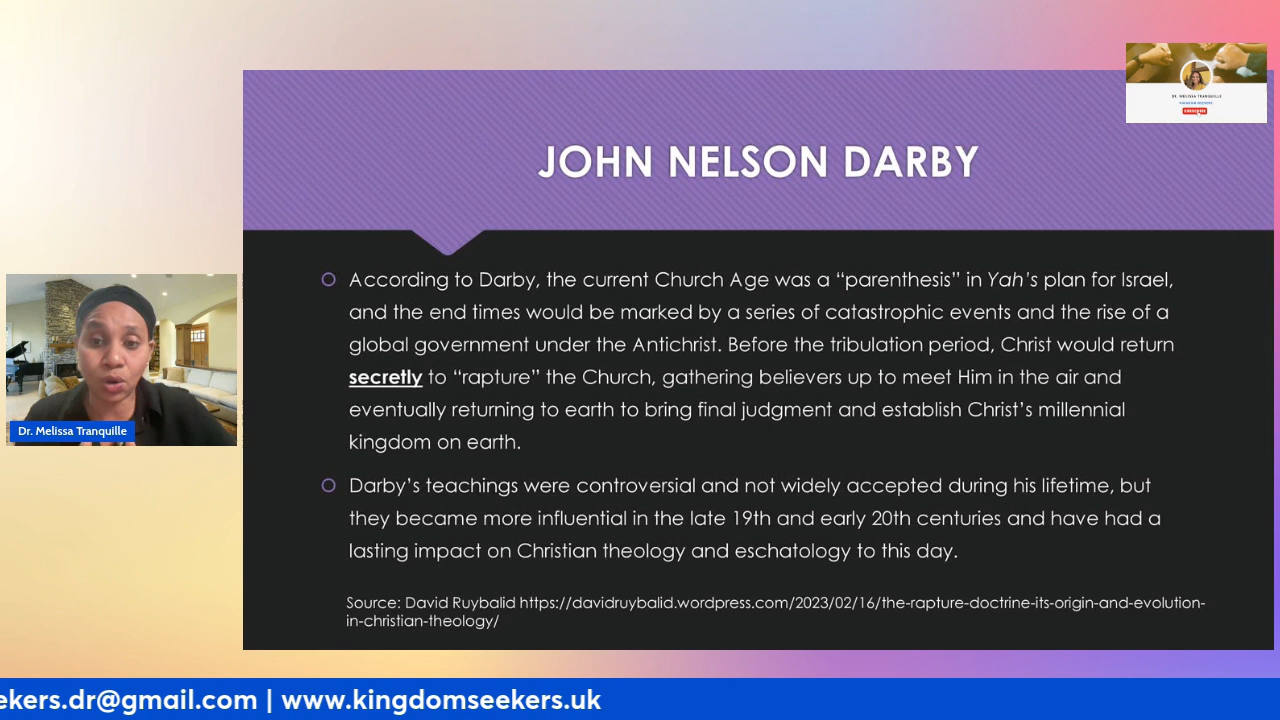 DR. MELISSA TRANQUILLE
KINGDOM SEEKERS
SUBSCRIBE
JOHN NELSON DARBY
According to Darby, the current Church Age was a “parenthesis” in Yah’s plan for Israel,
and the end times would be marked by a series of catastrophic events and the rise of a
global government under the Antichrist. Before the tribulation period, Christ would return
secretly to “rapture” the Church, gathering believers up to meet Him in the air and
eventually returning to earth to bring final judgment and establish Christ’s millennial
kingdom on earth.
Darby’s teachings were controversial and not widely accepted during his lifetime, but
they became more influential in the late 19th and early 20th centuries and have had a
lasting impact on Christian theology and eschatology to this day.
Source: David Ruybalid https://davidruybalid.wordpress.com/2023/02/16/the-rapture-doctrine-its-origin-and-evolution-
in-christian-theology/
Dr. Melissa Tranquille
ekers.dr@gmail.com | www.kingdomseekers.uk